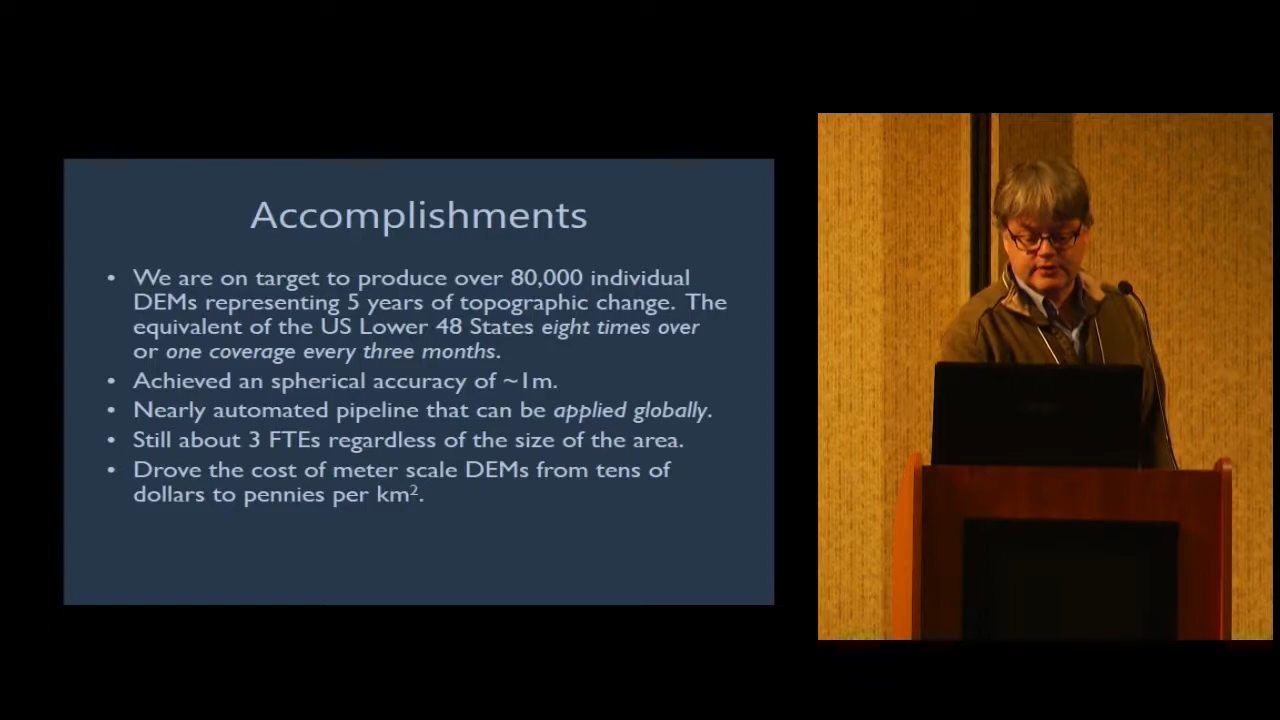 Accomplishments
• We are on target to produce over 80,000 individual
DEMs representing 5 years of topographic change. The
equivalent of the US Lower 48 States eight times over
or one coverage every three months.
• Achieved an spherical accuracy of ~1m.
• Nearly automated pipeline that can be applied globally.
• Still about 3 FTEs regardless of the size of the area.
• Drove the cost of meter scale DEMs from tens of
dollars to pennies per km².